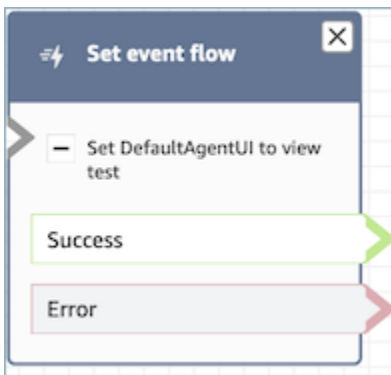 Set event flow
Set DefaultAgentUI to view
test
Success
Error